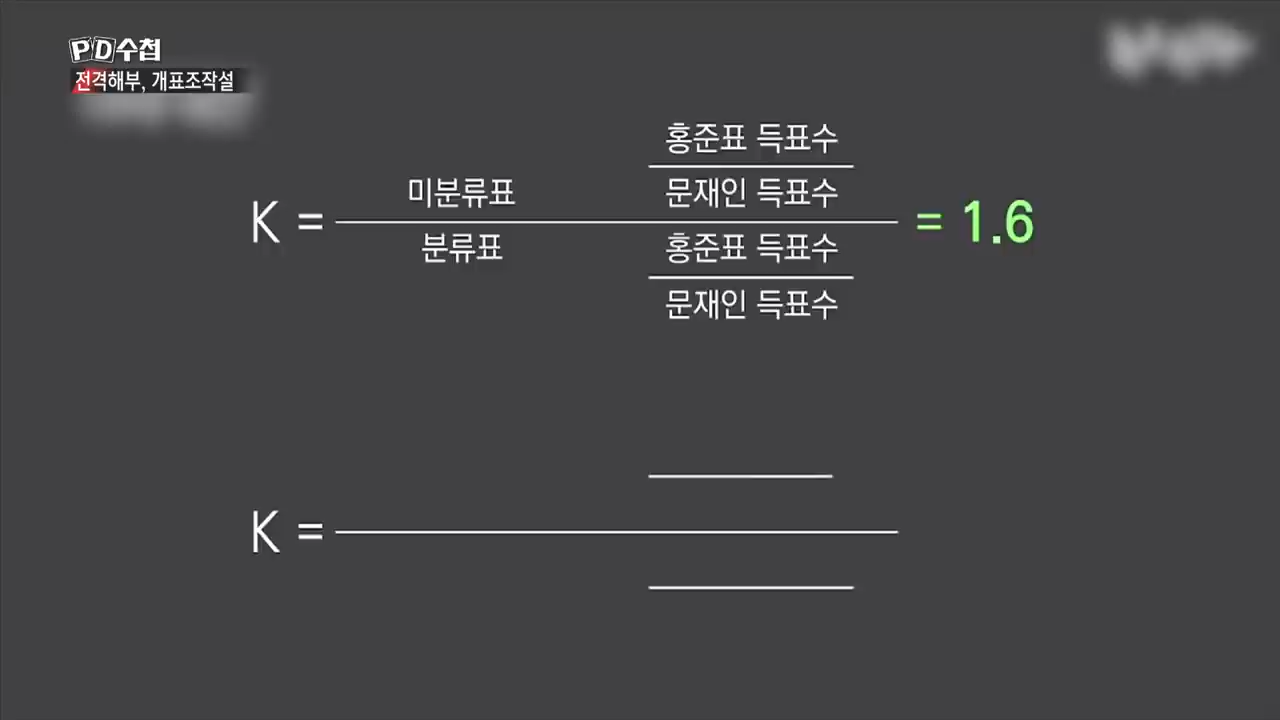 PD수첩
전격해부, 개표조작설
홍준표 득표수
미분류표
문재인 득표수
K =
= 1.6
분류표
홍준표 득표수
문재인 득표수
K =